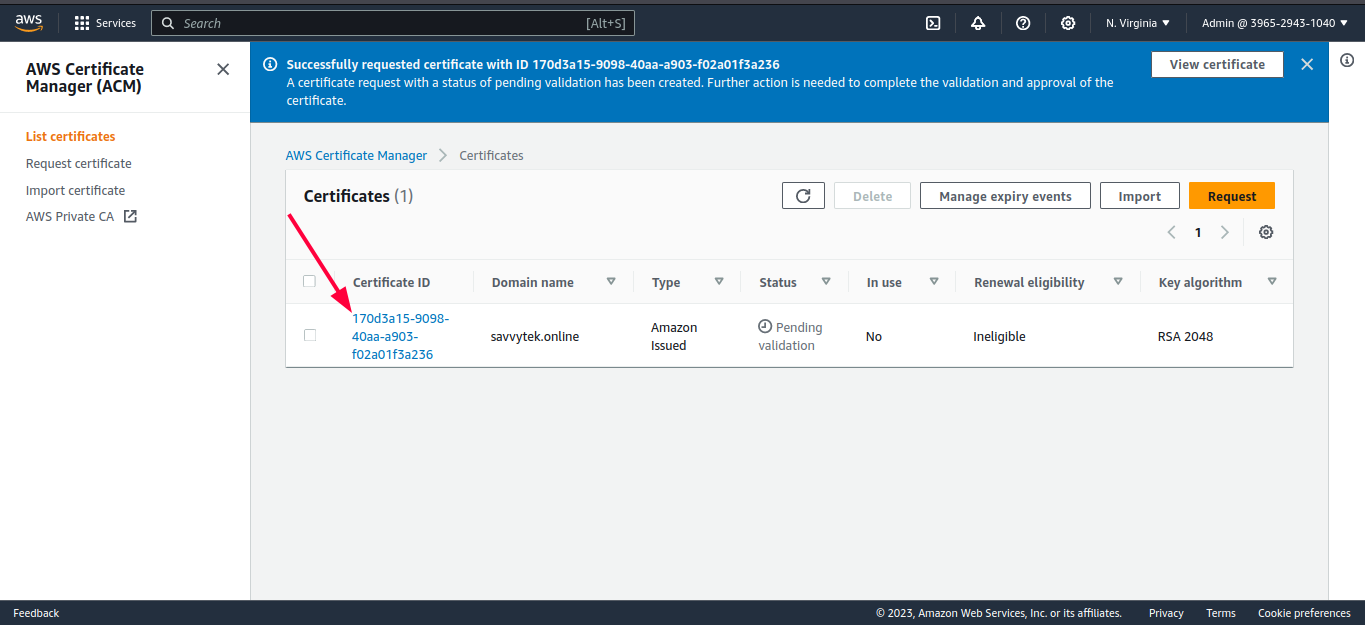 aws
Services
Search
[Alt+S]
N. Virginia
Admin @ 3965-2943-1040
AWS Certificate
Manager (ACM)
List certificates
Request certificate
Import certificate
AWS Private CA
Successfully requested certificate with ID 170d3a15-9098-40aa-a903-f02a01f3a236
A certificate request with a status of pending validation has been created. Further action is needed to complete the validation and approval of the
certificate.
View certificate
AWS Certificate Manager
Certificates
Certificates (1)
Delete
Manage expiry events
Import
Request
1
Certificate ID
Domain name
Type
Status
In use
Renewal eligibility
Key algorithm
170d3a15-9098-
40aa-a903-
f02a01f3a236
savvytek.online
Amazon
Issued
Pending
validation
No
Ineligible
RSA 2048
Feedback
© 2023, Amazon Web Services, Inc. or its affiliates.
Privacy
Terms
Cookie preferences